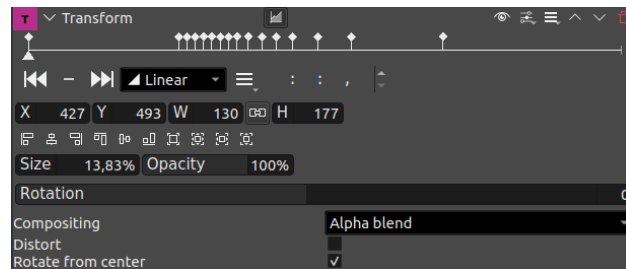 T Transform
Linear : : ,
X 427 Y 493 W 130 H 177
Size 13,83% Opacity 100%
Rotation 0
Compositing Alpha blend
Distort
Rotate from center